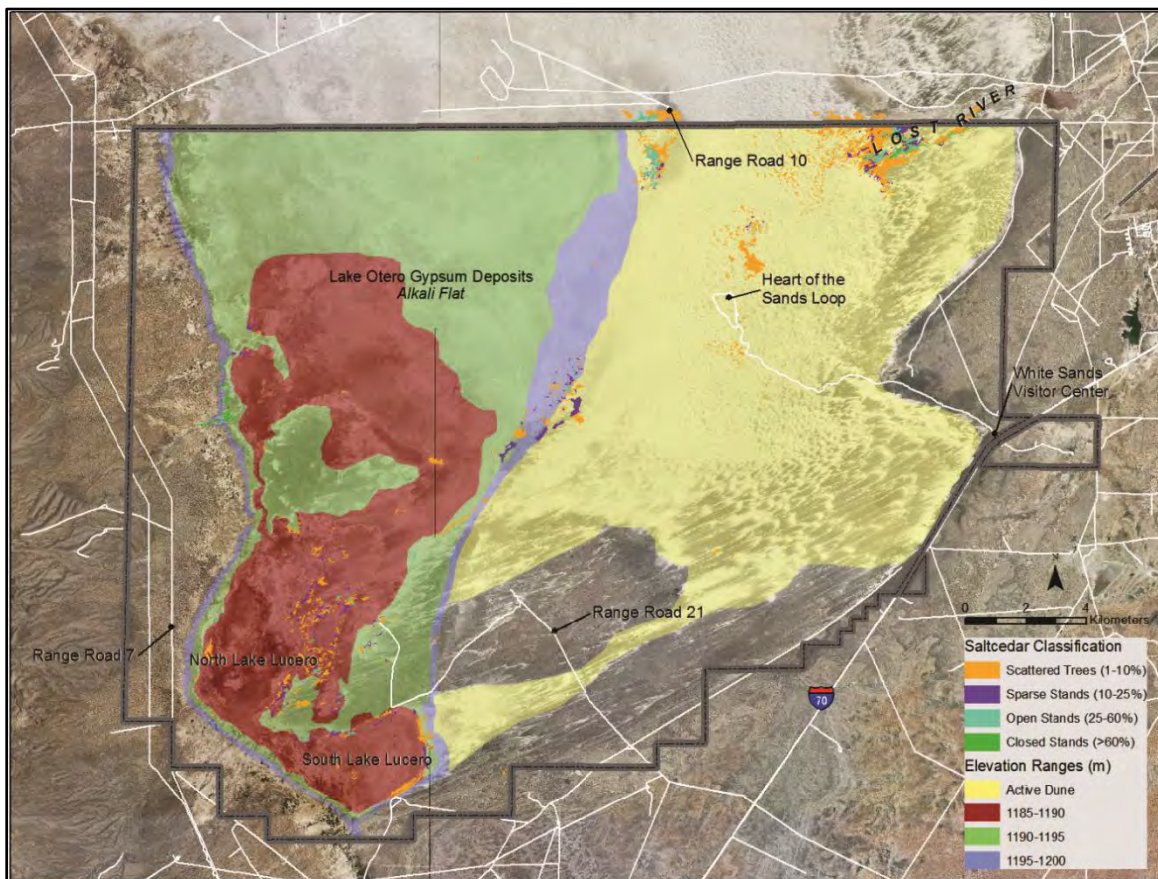 LOST RIVER
Range Road 10
Lake Otero Gypsum Deposits
Alkali Flat
Heart of the
Sands Loop
White Sands
Visitor Center
Range Road 21
Range Road 7
North Lake Lucero
South Lake Lucero
70
N
0 2 4
Kilometers
Saltcedar Classification
Scattered Trees (1-10%)
Sparse Stands (10-25%)
Open Stands (25-60%)
Closed Stands (>60%)
Elevation Ranges (m)
Active Dune
1185-1190
1190-1195
1195-1200